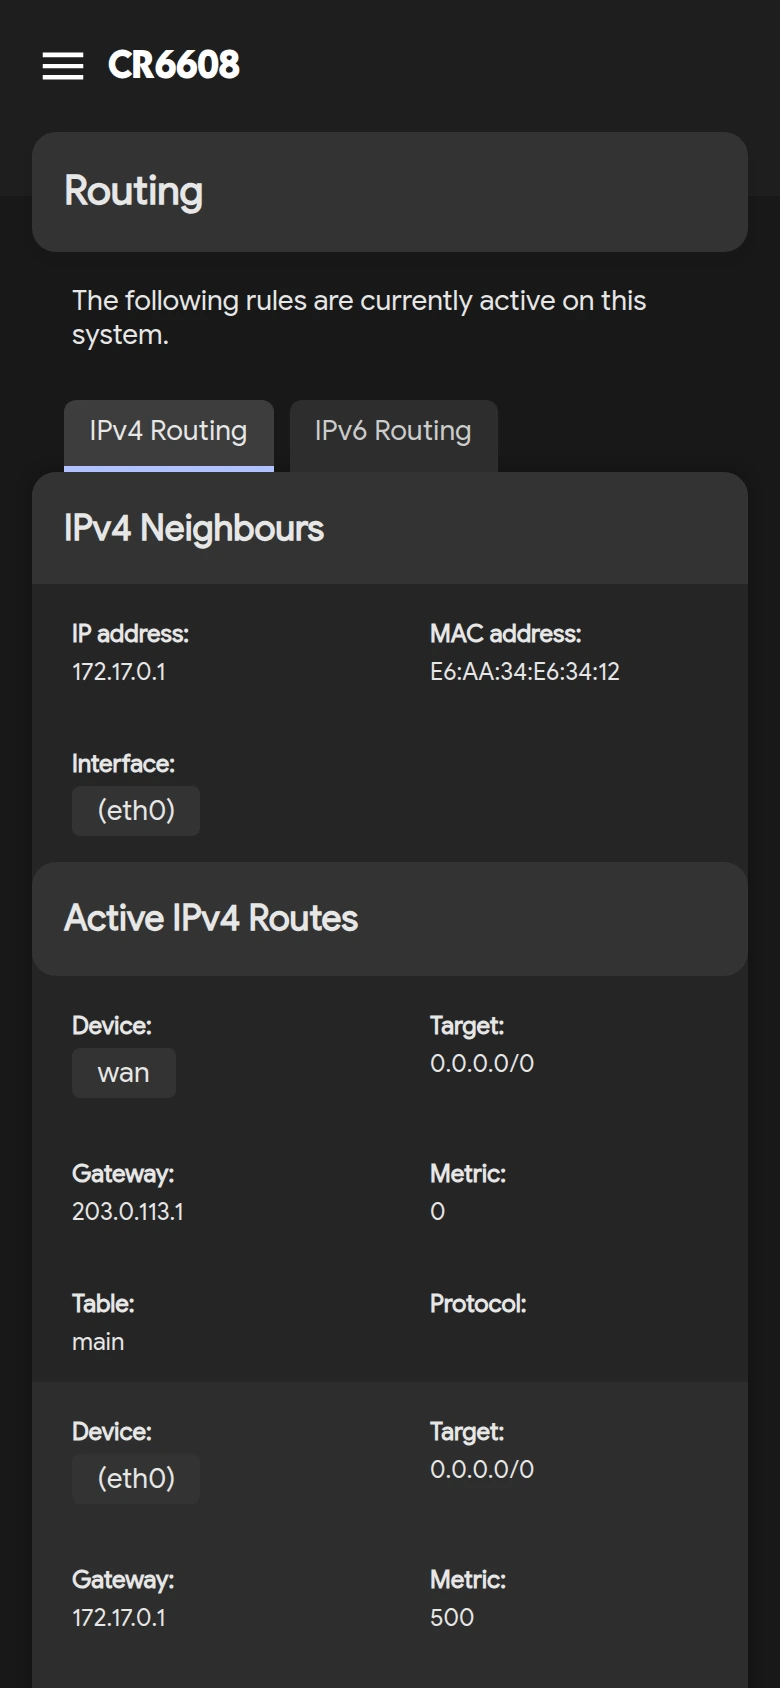 CR6608
Routing
The following rules are currently active on this
system.
IPv4 Routing IPv6 Routing
IPv4 Neighbours
IP address: MAC address:
172.17.0.1 E6:AA:34:E6:34:12
Interface:
(eth0)
Active IPv4 Routes
Device: Target:
wan 0.0.0.0/0
Gateway: Metric:
203.0.113.1 0
Table: Protocol:
main
Device: Target:
(eth0) 0.0.0.0/0
Gateway: Metric:
172.17.0.1 500